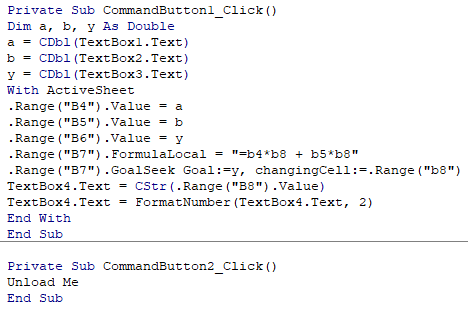 Private Sub CommandButton1_Click()
Dim a, b, y As Double
a = CDbl(TextBox1.Text)
b = CDbl(TextBox2.Text)
y = CDbl(TextBox3.Text)
With ActiveSheet
.Range("B4").Value = a
.Range("B5").Value = b
.Range("B6").Value = y
.Range("B7").FormulaLocal = "=b4*b8 + b5*b8"
.Range("B7").GoalSeek Goal:=y, changingCell:=.Range("b8")
TextBox4.Text = CStr(.Range("B8").Value)
TextBox4.Text = FormatNumber(TextBox4.Text, 2)
End With
End Sub
Private Sub CommandButton2_Click()
Unload Me
End Sub